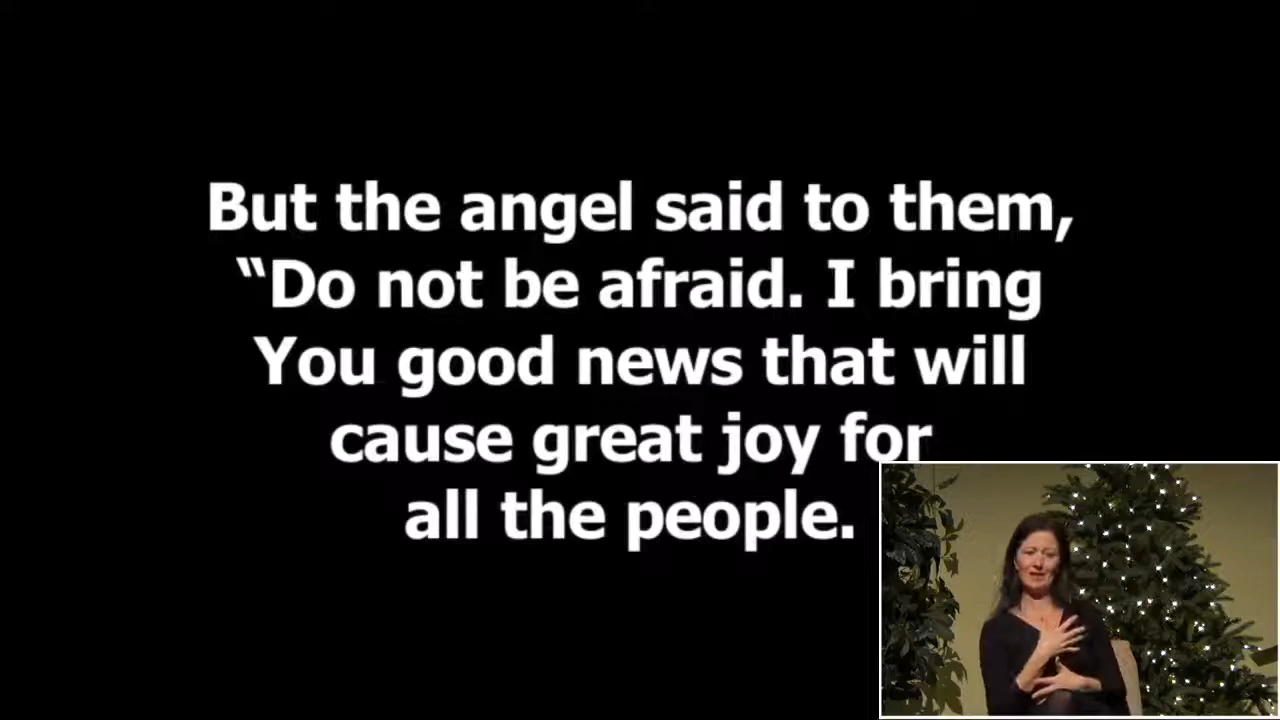 But the angel said to them,
“Do not be afraid. I bring
You good news that will
cause great joy for
all the people.